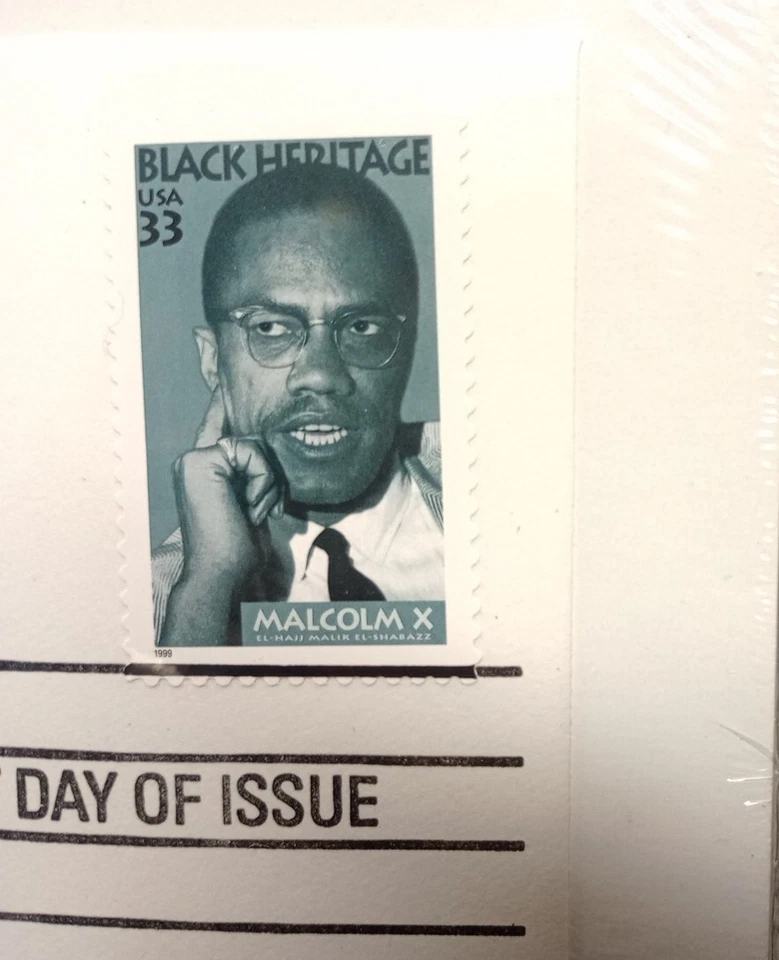 BLACK HERITAGE
USA
33
MALCOLM X
EL-HAJJ MALIK EL-SHABAZZ
1999
DAY OF ISSUE